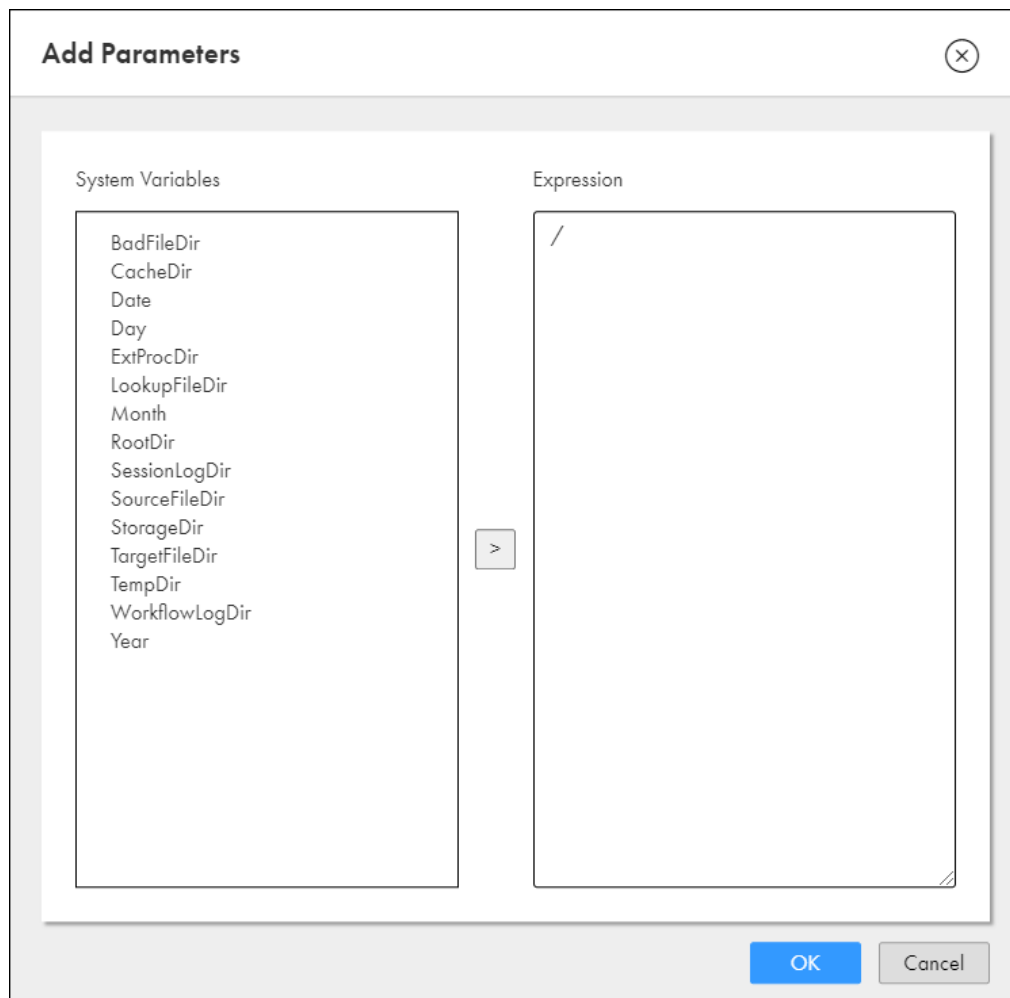 Add Parameters
System Variables
BadFileDir
CacheDir
Date
Day
ExtProcDir
LookupFileDir
Month
RootDir
SessionLogDir
SourceFileDir
StorageDir
TargetFileDir
TempDir
WorkflowLogDir
Year
>
Expression
/
OK
Cancel